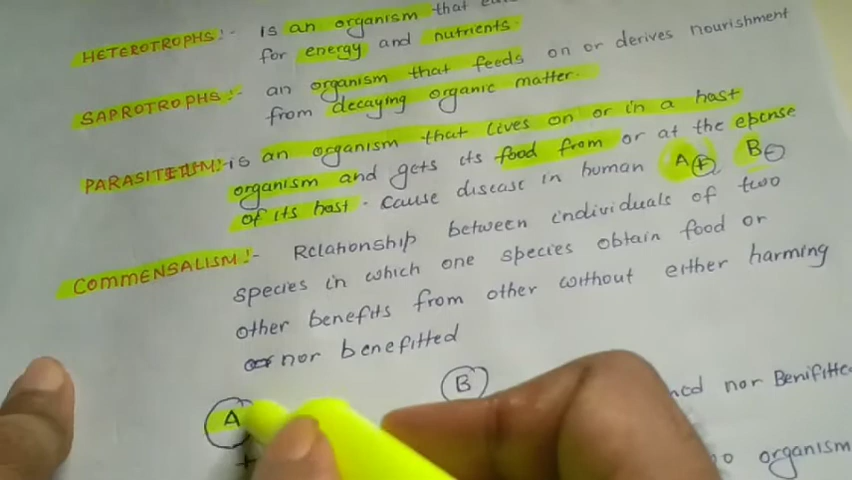 HETEROTROPHS:- is an organism that
for energy and nutrients.
SAPROTROPHS:- an organism that feeds on or derives nourishment
from decaying organic matter.
is an organism that lives on or in a host
organism and gets its food from or at the epense
of its host. cause disease in human A + B -
COMMENSALISM:- Relationship between individuals of two
species in which one species obtain food or
other benefits from other without either harming
nor benefitted
A B nor Benifitted
+ organism